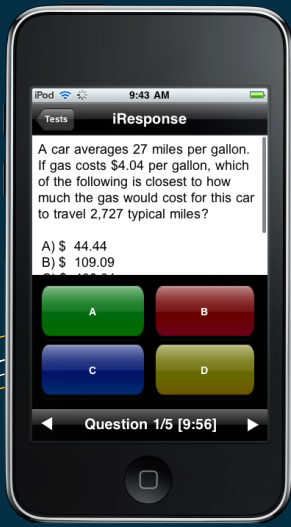 iPod 9:43 AM
Tests iResponse
A car averages 27 miles per gallon.
If gas costs $4.04 per gallon, which
of the following is closest to how
much the gas would cost for this car
to travel 2,727 typical miles?
A) $ 44.44
B) $ 109.09
A B
C D
Question 1/5 [9:56]